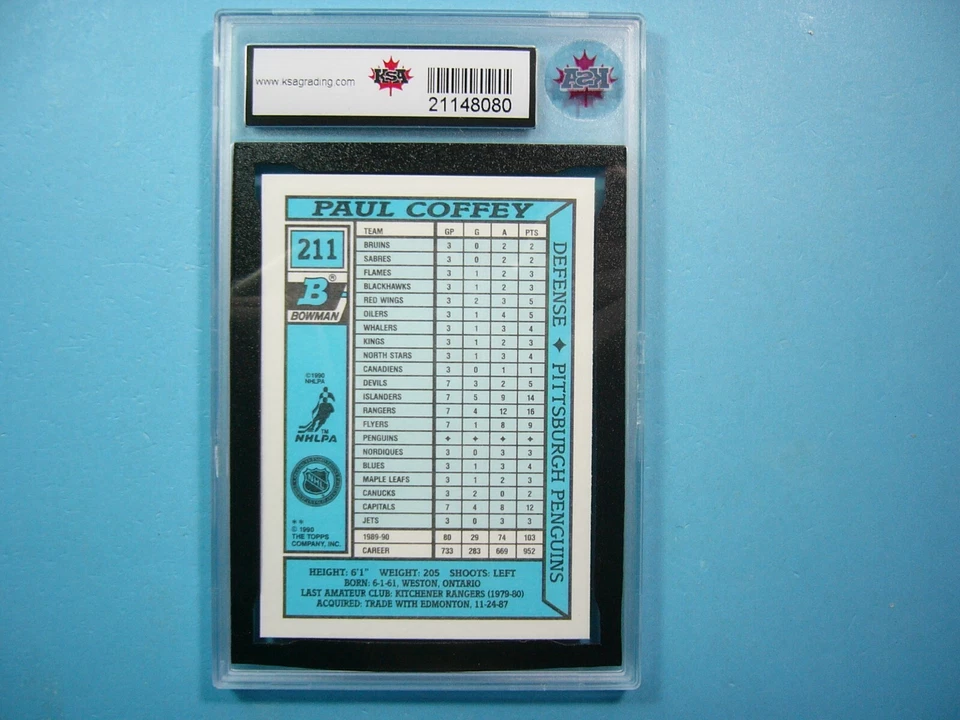 www.ksagrading.com
KSA
21148080
KSA
PAUL COFFEY
211
B®
BOWMAN
©1990
NHLPA
TM
NHLPA
NHL
**
© 1990
THE TOPPS
COMPANY, INC.
TEAM GP G A PTS
BRUINS 3 0 2 2
SABRES 3 0 2 2
FLAMES 3 1 2 3
BLACKHAWKS 3 1 2 3
RED WINGS 3 2 3 5
OILERS 3 1 4 5
WHALERS 3 1 3 4
KINGS 3 1 2 3
NORTH STARS 3 1 3 4
CANADIENS 3 0 1 1
DEVILS 7 3 2 5
ISLANDERS 7 5 9 14
RANGERS 7 4 12 16
FLYERS 7 1 8 9
PENGUINS ✦ ✦ ✦ ✦
NORDIQUES 3 0 3 3
BLUES 3 1 3 4
MAPLE LEAFS 3 1 2 3
CANUCKS 3 2 0 2
CAPITALS 7 4 8 12
JETS 3 0 3 3
1989-90 80 29 74 103
CAREER 733 283 669 952
DEFENSE ✦ PITTSBURGH PENGUINS
HEIGHT: 6'1" WEIGHT: 205 SHOOTS: LEFT
BORN: 6-1-61, WESTON, ONTARIO
LAST AMATEUR CLUB: KITCHENER RANGERS (1979-80)
ACQUIRED: TRADE WITH EDMONTON, 11-24-87